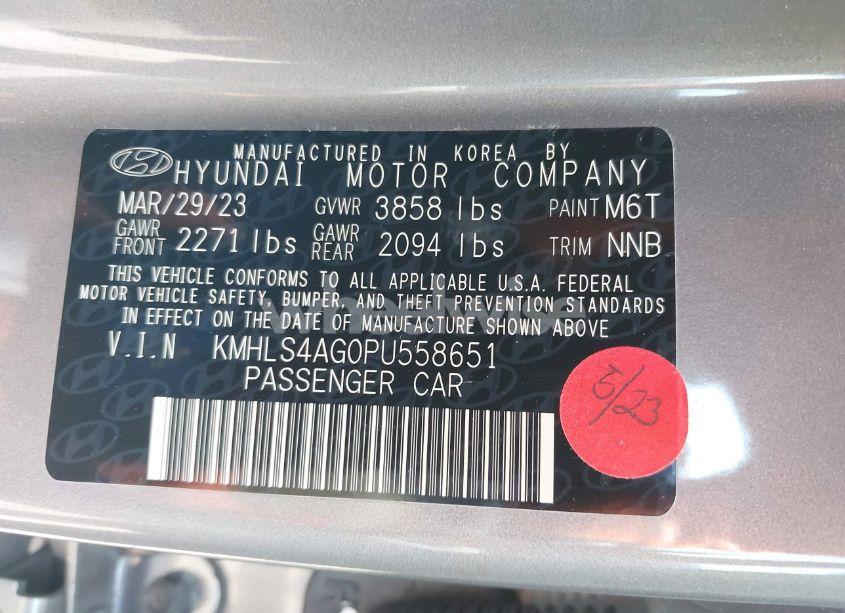 MANUFACTURED IN KOREA BY
HYUNDAI MOTOR COMPANY
MAR/29/23 GVWR 3858 lbs PAINT M6T
GAWR FRONT 2271 lbs GAWR REAR 2094 lbs TRIM NNB
THIS VEHICLE CONFORMS TO ALL APPLICABLE U.S.A. FEDERAL
MOTOR VEHICLE SAFETY, BUMPER, AND THEFT PREVENTION STANDARDS
IN EFFECT ON THE DATE OF MANUFACTURE SHOWN ABOVE
V.I.N KMHLS4AG0PU558651
PASSENGER CAR
5/23